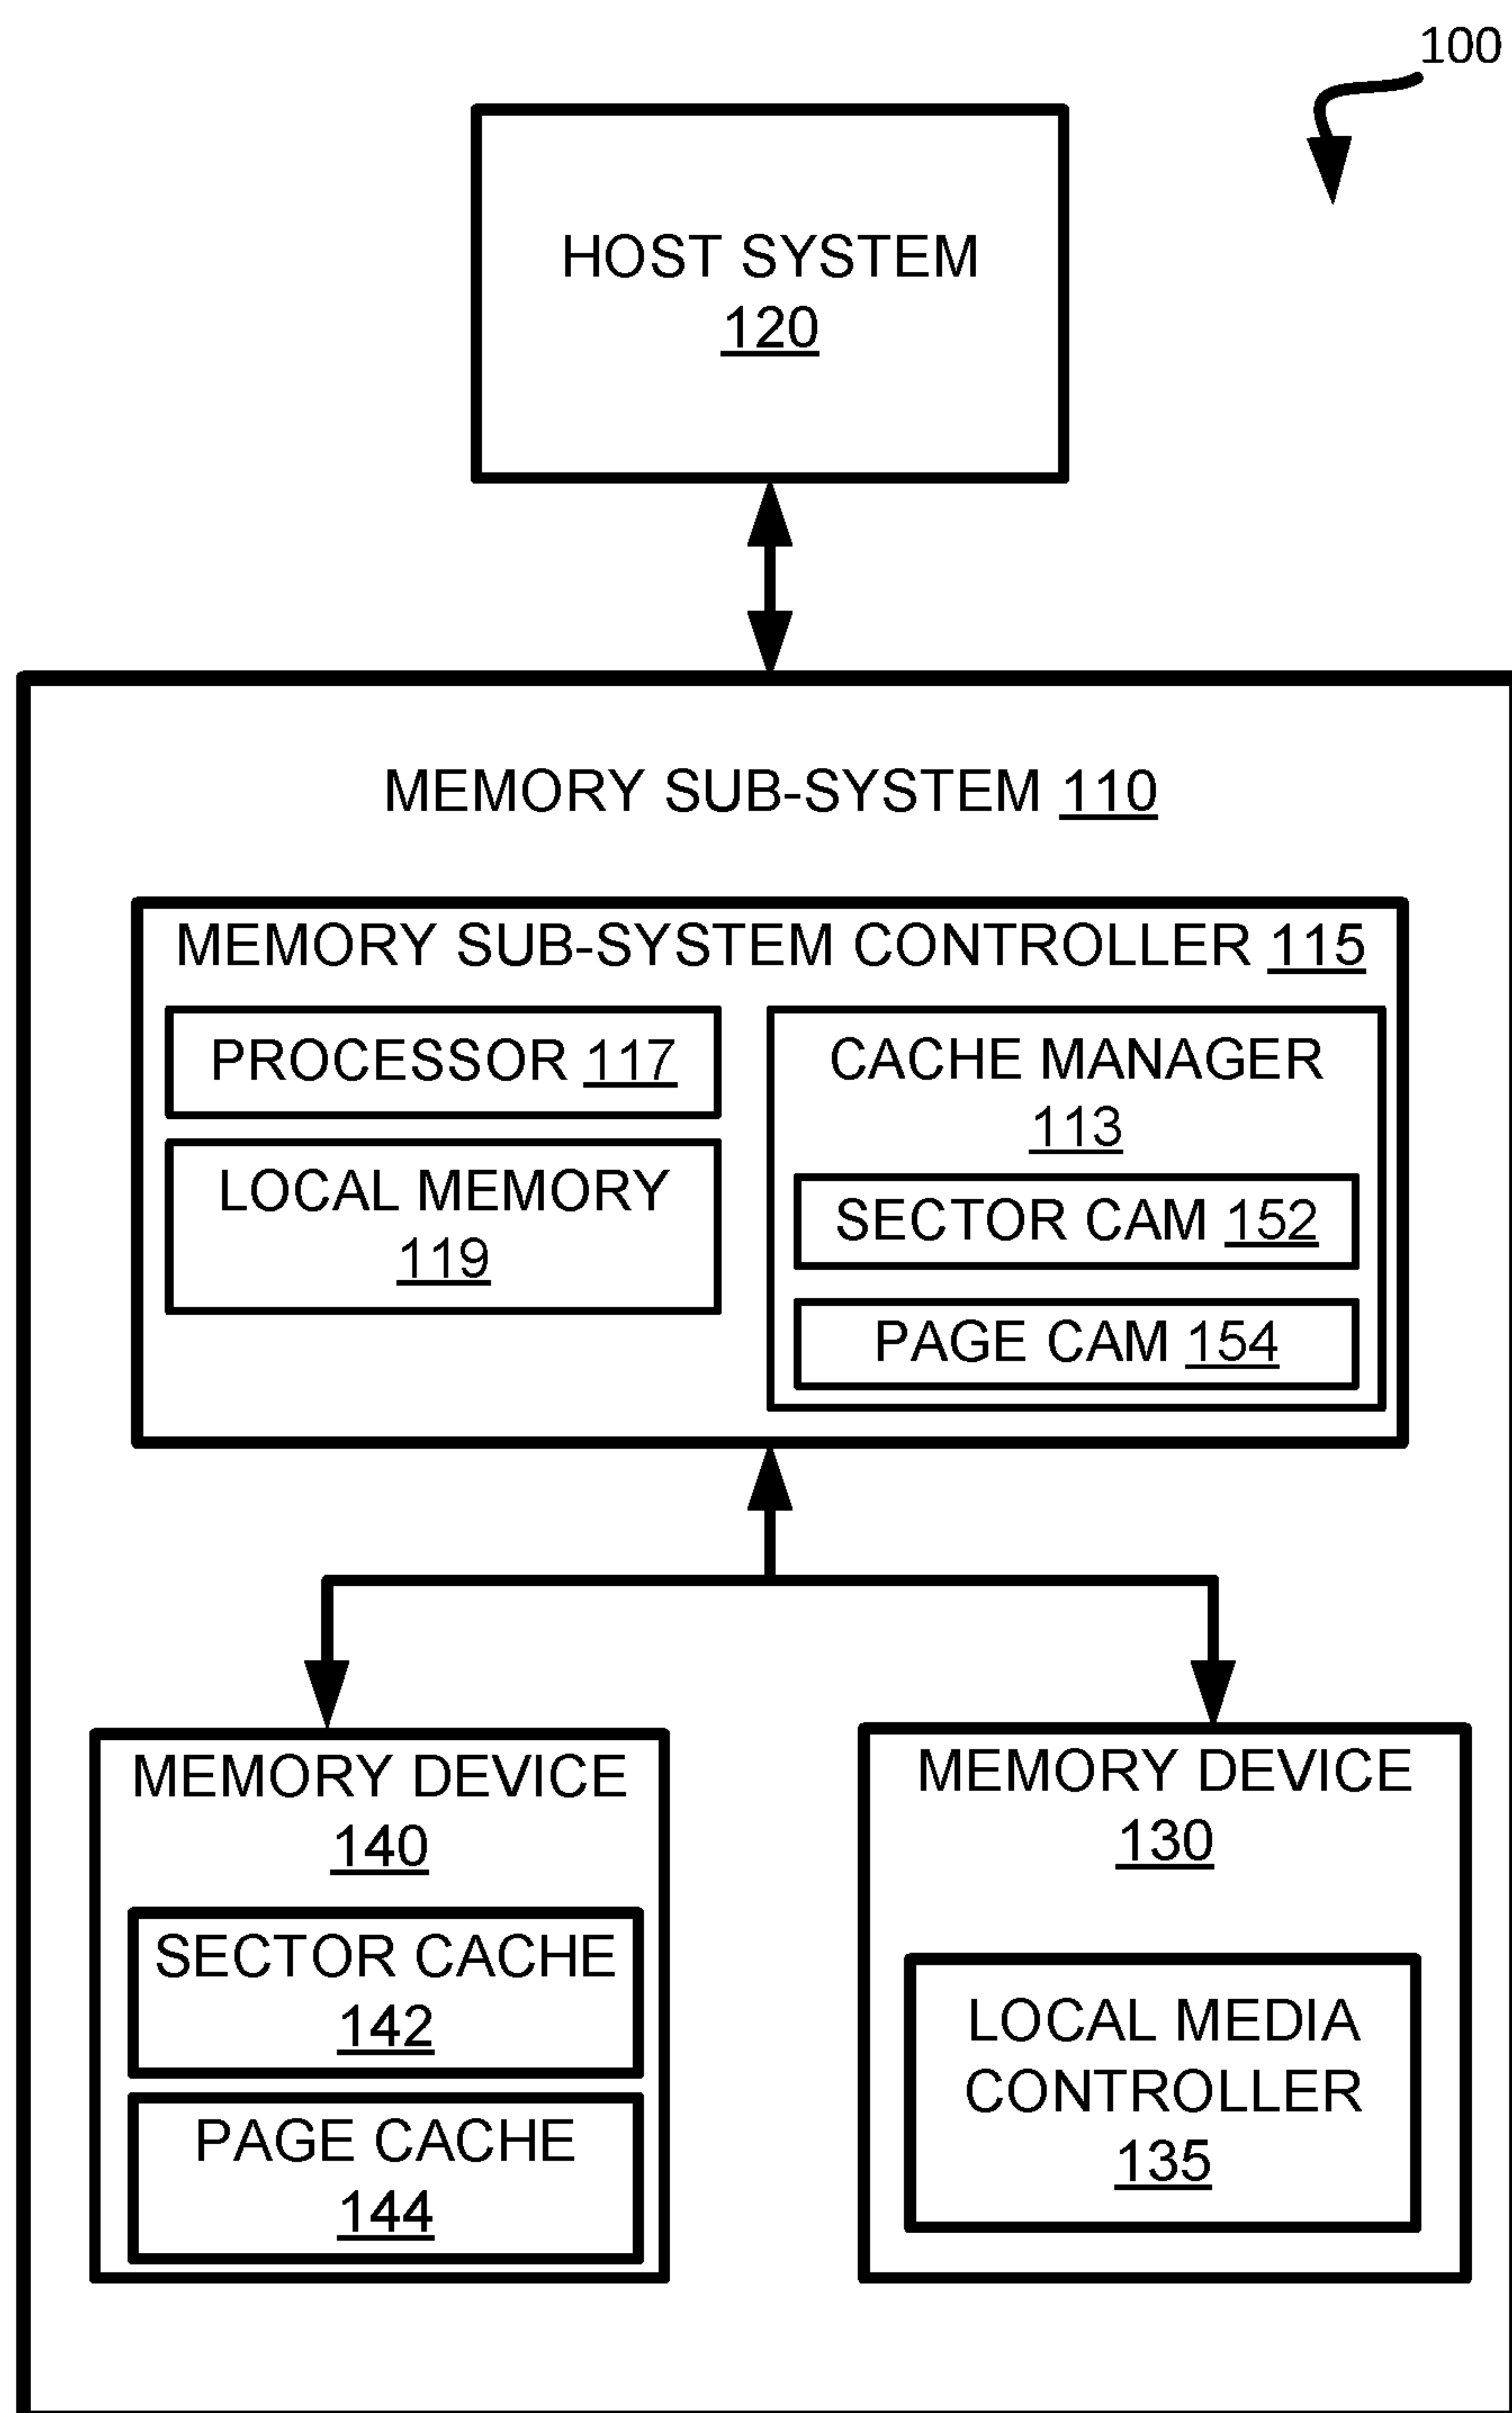 100
HOST SYSTEM
120
MEMORY SUB-SYSTEM 110
MEMORY SUB-SYSTEM CONTROLLER 115
PROCESSOR 117
LOCAL MEMORY
119
CACHE MANAGER
113
SECTOR CAM 152
PAGE CAM 154
MEMORY DEVICE
140
SECTOR CACHE
142
PAGE CACHE
144
MEMORY DEVICE
130
LOCAL MEDIA
CONTROLLER
135